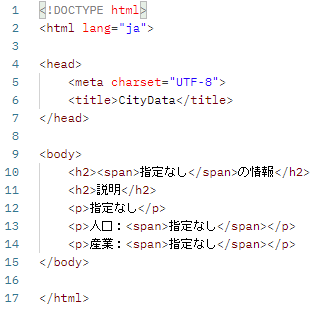 1 <!DOCTYPE html>
2 <html lang="ja">
3
4 <head>
5     <meta charset="UTF-8">
6     <title>CityData</title>
7 </head>
8
9 <body>
10     <h2><span>指定なし</span>の情報</h2>
11     <h2>説明</h2>
12     <p>指定なし</p>
13     <p>人口：<span>指定なし</span></p>
14     <p>産業：<span>指定なし</span></p>
15 </body>
16
17 </html>